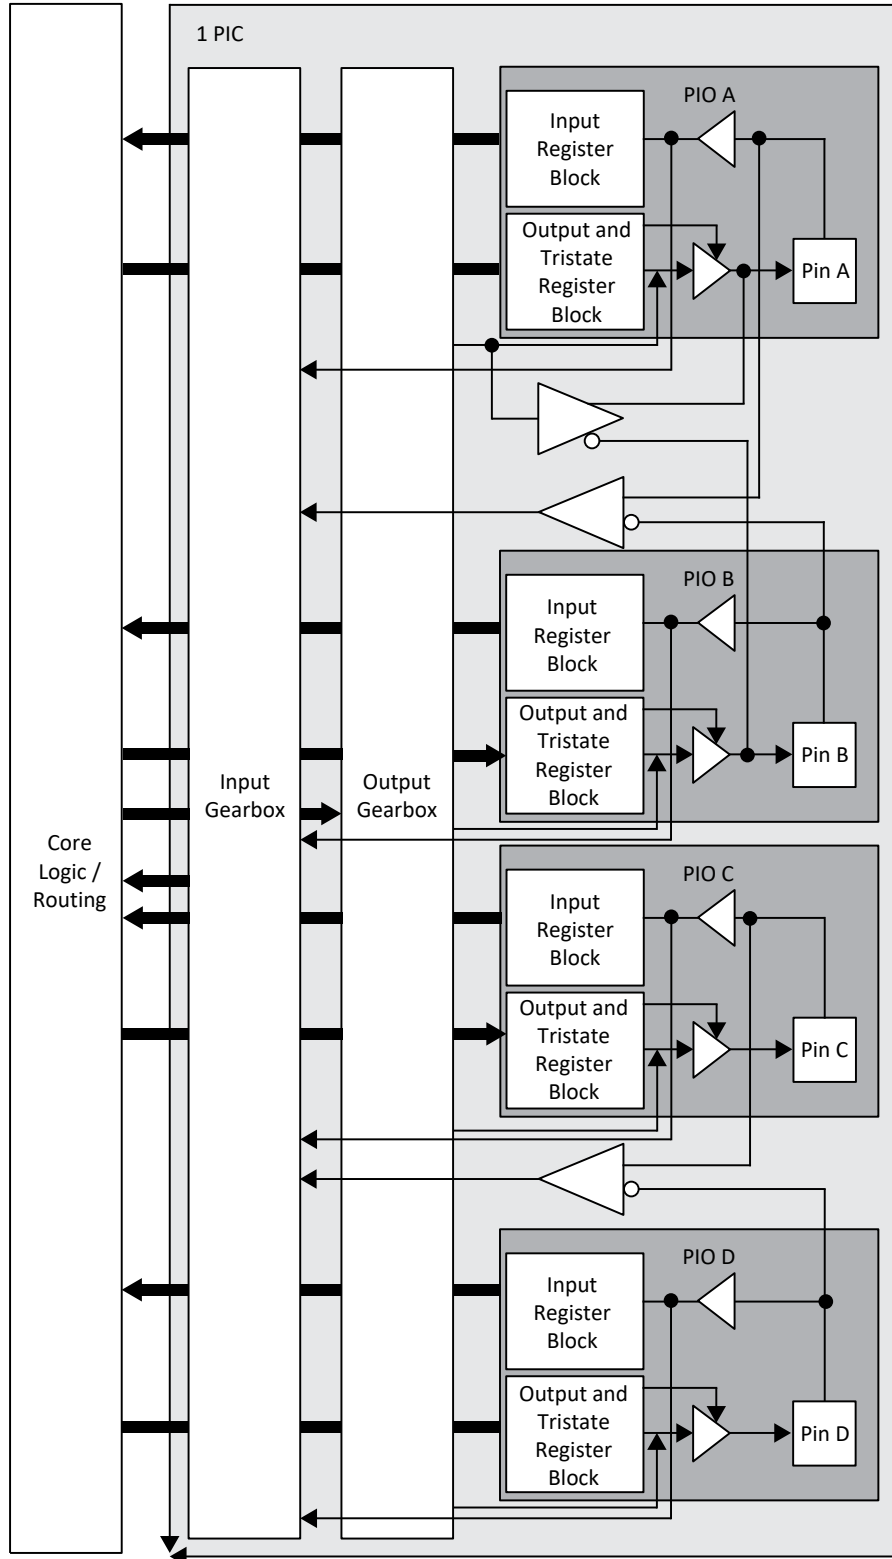 1 PIC
PIO A
Input
Register
Block
Output and
Tristate
Register
Block
Pin A
PIO B
Input
Register
Block
Output and
Tristate
Register
Block
Pin B
Input
Gearbox
Output
Gearbox
Core
Logic /
Routing
PIO C
Input
Register
Block
Output and
Tristate
Register
Block
Pin C
PIO D
Input
Register
Block
Output and
Tristate
Register
Block
Pin D